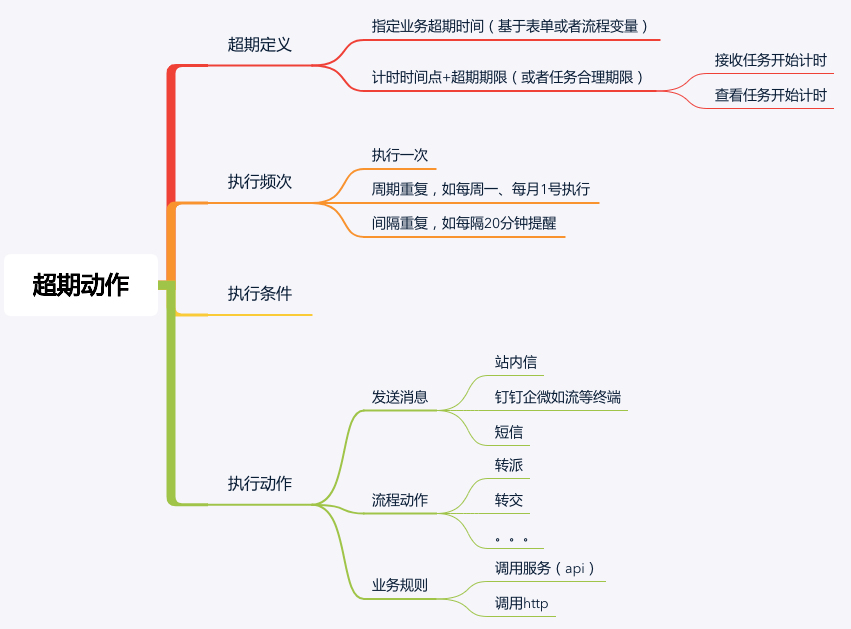 超期动作
超期定义
指定业务超期时间（基于表单或者流程变量）
计时时间点+超期期限（或者任务合理期限）
接收任务开始计时
查看任务开始计时
执行频次
执行一次
周期重复，如每周一、每月1号执行
间隔重复，如每隔20分钟提醒
执行条件
执行动作
发送消息
站内信
钉钉企微如流等终端
短信
流程动作
转派
转交
。。。
业务规则
调用服务（api）
调用http